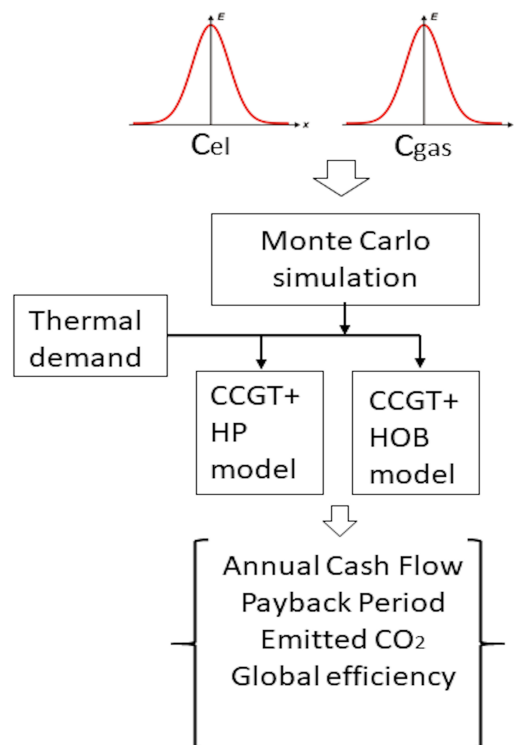 E
E
x
Cel
Cgas
Monte Carlo
simulation
Thermal
demand
CCGT+
HP
model
CCGT+
HOB
model
Annual Cash Flow
Payback Period
Emitted CO2
Global efficiency